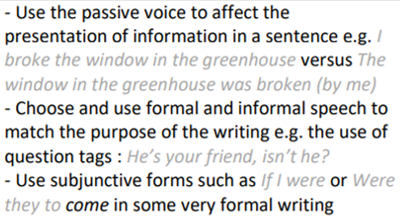 - Use the passive voice to affect the
presentation of information in a sentence e.g. I
broke the window in the greenhouse versus The
window in the greenhouse was broken (by me)
- Choose and use formal and informal speech to
match the purpose of the writing e.g. the use of
question tags : He's your friend, isn't he?
- Use subjunctive forms such as If I were or Were
they to come in some very formal writing